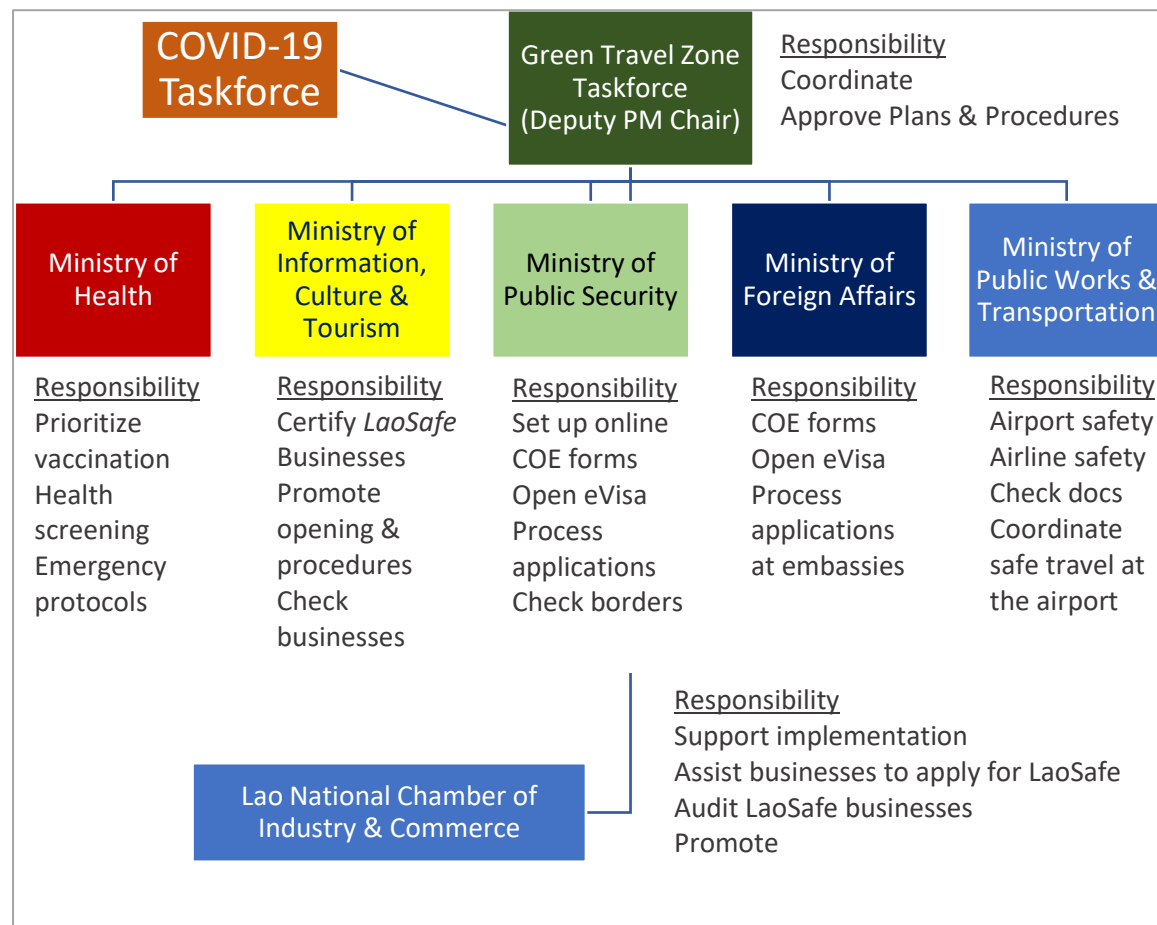 COVID-19
Taskforce
Green Travel Zone
Taskforce
(Deputy PM Chair)
Responsibility
Coordinate
Approve Plans & Procedures
Ministry of
Health
Ministry of
Information,
Culture &
Tourism
Ministry of
Public Security
Ministry of
Foreign Affairs
Ministry of
Public Works &
Transportation
Responsibility
Prioritize
vaccination
Health
screening
Emergency
protocols
Responsibility
Certify LaoSafe
Businesses
Promote
opening &
procedures
Check
businesses
Responsibility
Set up online
COE forms
Open eVisa
Process
applications
Check borders
Responsibility
COE forms
Open eVisa
Process
applications
at embassies
Responsibility
Airport safety
Airline safety
Check docs
Coordinate
safe travel at
the airport
Lao National Chamber of
Industry & Commerce
Responsibility
Support implementation
Assist businesses to apply for LaoSafe
Audit LaoSafe businesses
Promote